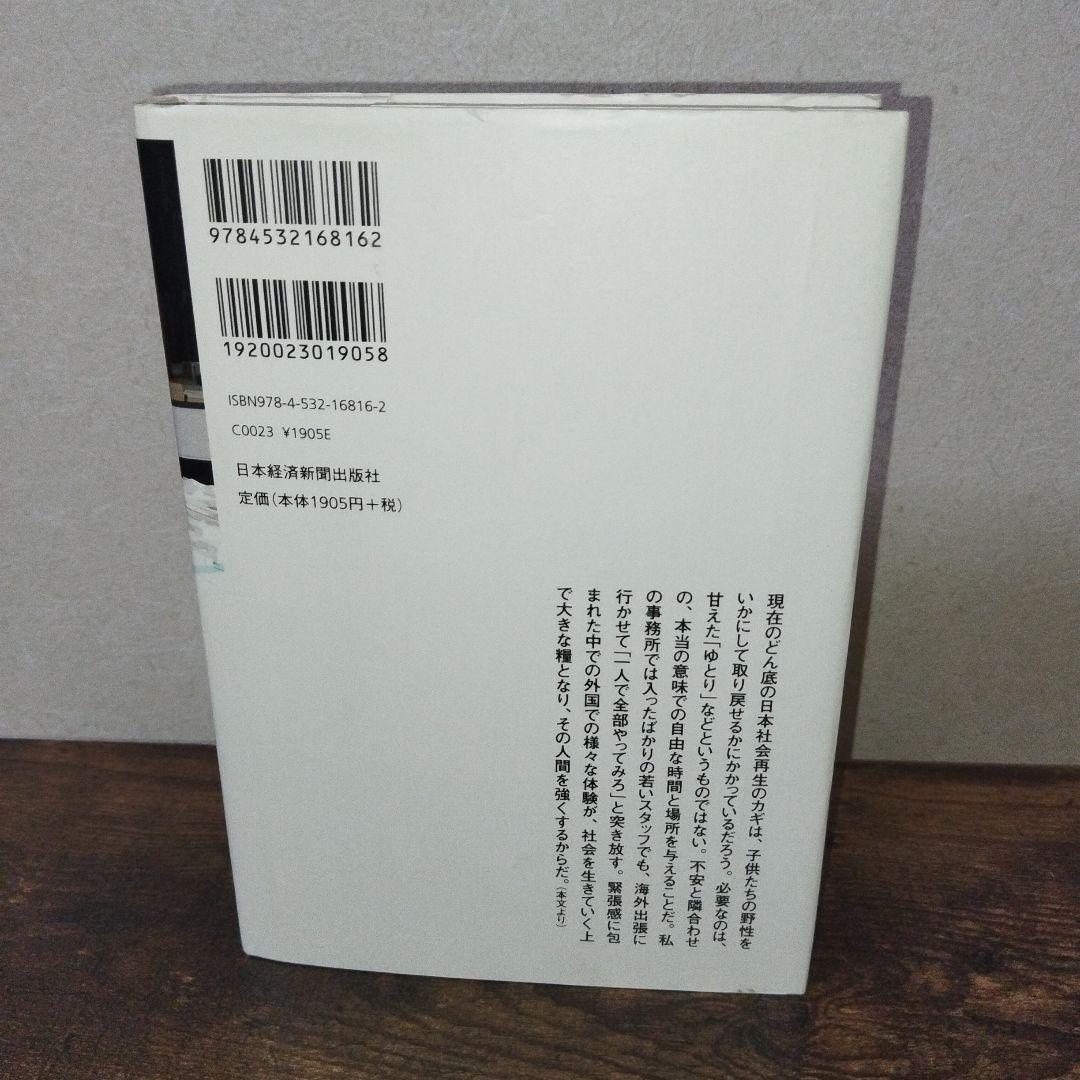 9784532168162
1920023019058
ISBN978-4-532-16816-2
C0023 ¥1905E
日本経済新聞出版社
定価(本体1905円+税)
現在のどん底の日本社会再生のカギは、子供たちの野性を
いかにして取り戻せるかにかかっているだろう。必要なのは、
甘えた「ゆとり」などというものではない。不安と隣合わせ
の、本当の意味での自由な時間と場所を与えることだ。私
の事務所では入ったばかりの若いスタッフでも、海外出張に
行かせて「一人で全部やってみろ」と突き放す。緊張感に包
まれた中での外国での様々な体験が、社会を生きていく上
で大きな糧となり、その人間を強くするからだ。(本文より)